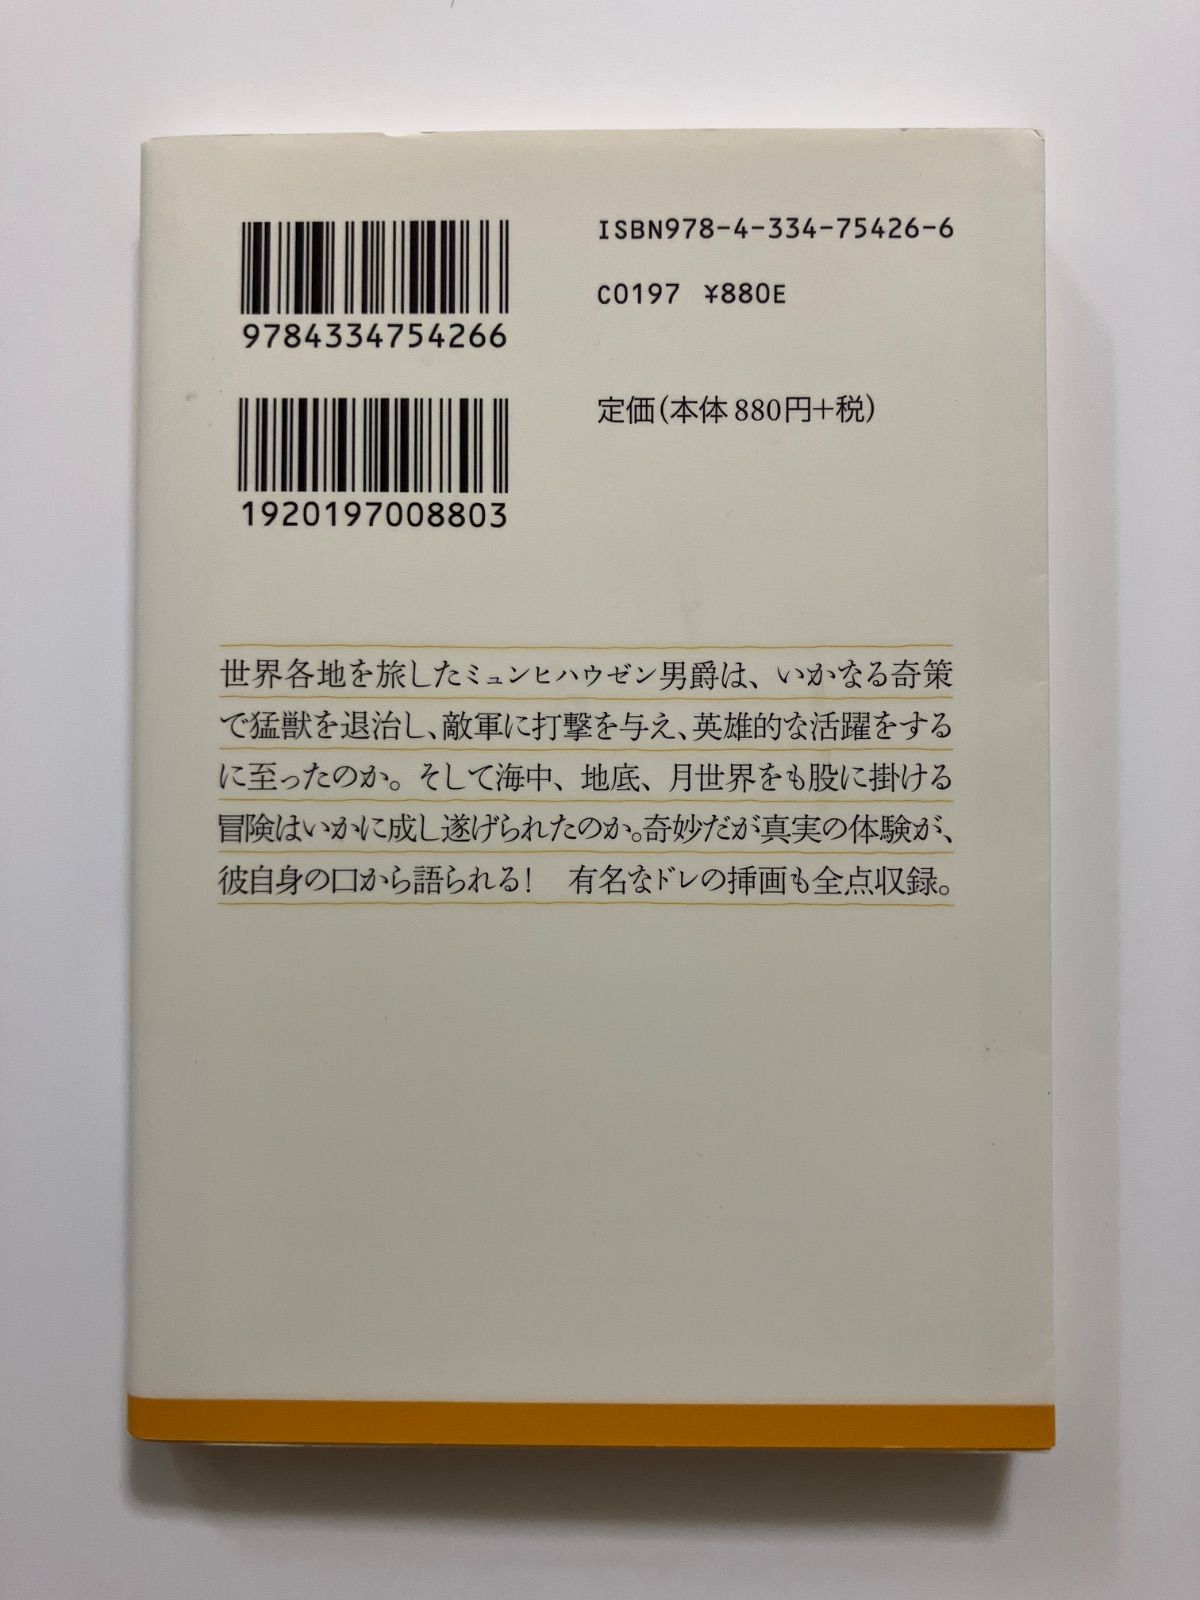 9784334754266
ISBN978-4-334-75426-6
C0197 ¥880E
1920197008803
定価(本体880円+税)
世界各地を旅したミュンヒハウゼン男爵は、いかなる奇策
で猛獣を退治し、敵軍に打撃を与え、英雄的な活躍をする
に至ったのか。そして海中、地底、月世界をも股に掛ける
冒険はいかに成し遂げられたのか。奇妙だが真実の体験が、
彼自身の口から語られる!　有名なドレの挿画も全点収録。